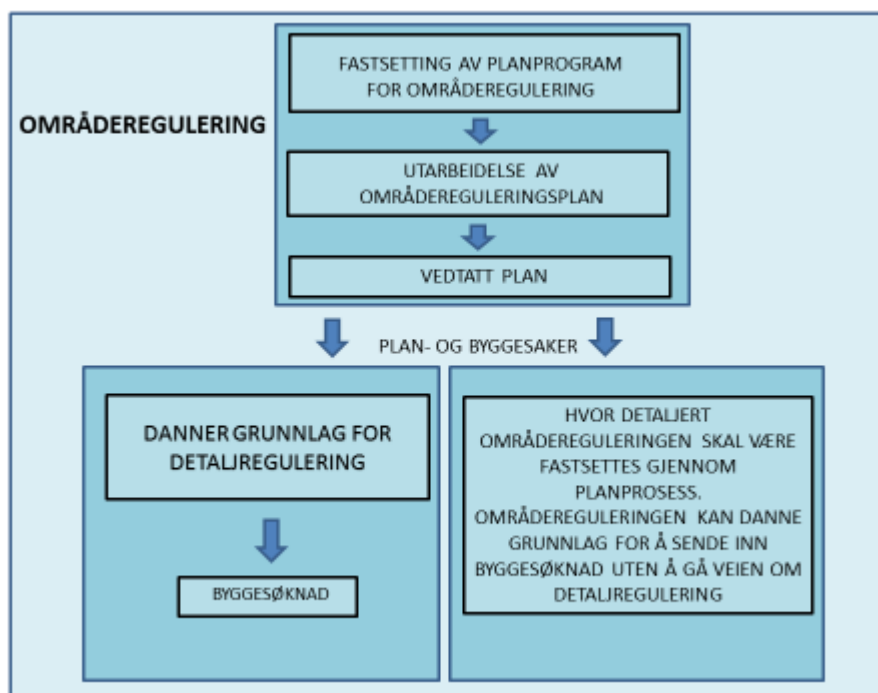 FASTSETTING AV PLANPROGRAM
FOR OMRÅDEREGULERING
OMRÅDEREGULERING
UTARBEIDELSE AV
OMRÅDEREGULERINGSPLAN
VEDTATT PLAN
PLAN- OG BYGGESAKER
DANNER GRUNNLAG FOR
DETALJREGULERING
BYGGESØKNAD
HVOR DETALJERT
OMRÅDEREGULERINGEN SKAL VÆRE
FASTSETTES GJENNOM
PLANPROSESS.
OMRÅDEREGULERINGEN KAN DANNE
GRUNNLAG FOR Å SENDE INN
BYGGESØKNAD UTEN Å GÅ VEIEN OM
DETALJREGULERING